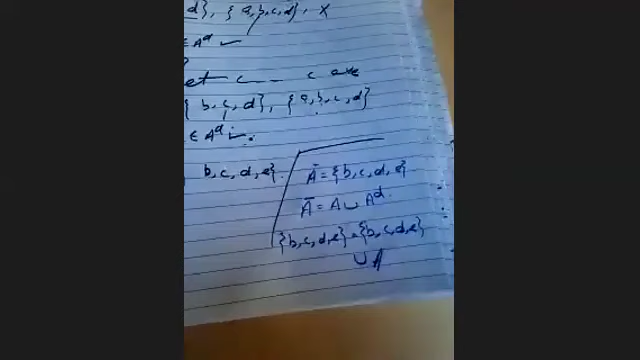 d}, {a,b,c,d}, x
∈ A^d ✓
et c — c are
{b,c,d}, {a,b,c,d}
∈ A^d ✓.
b,c,d,e}.
Ā = {b,c,d,e}.
Ā = A ∪ A^d.
{b,c,d,e} = {b,c,d,e}
∪ A